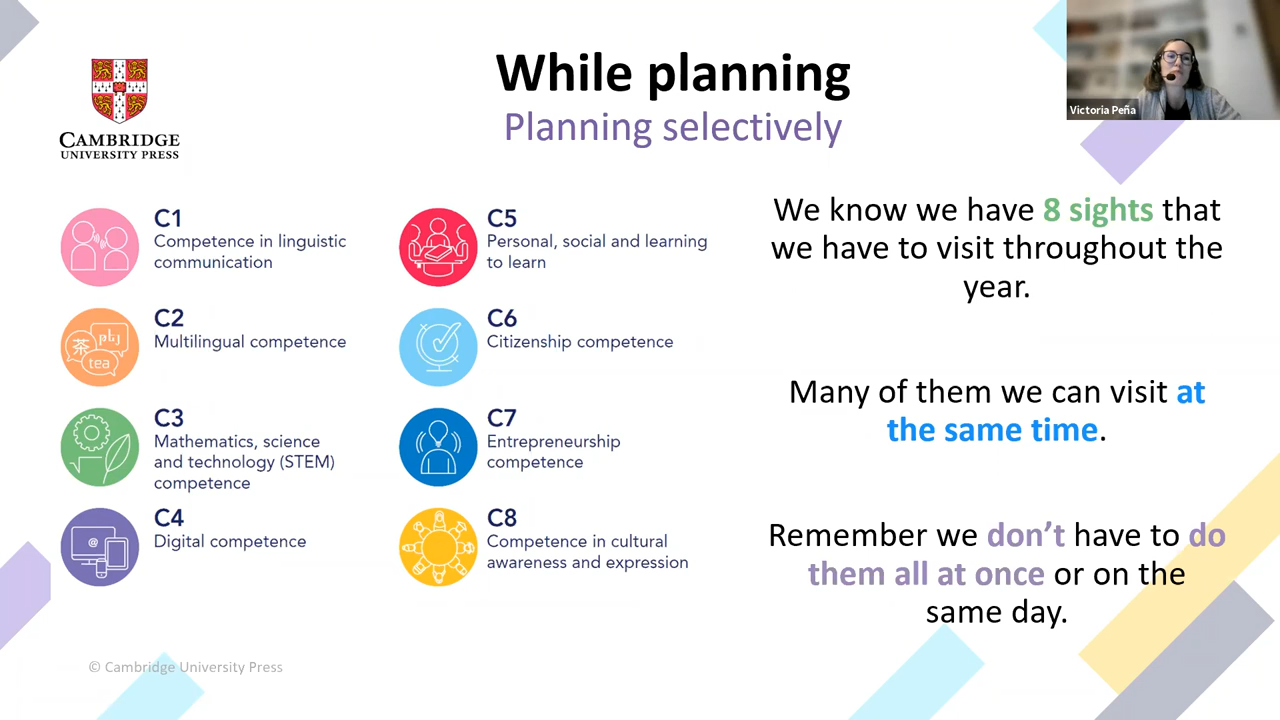 While planning
Planning selectively
CAMBRIDGE
UNIVERSITY PRESS
Victoria Peña
C1
Competence in linguistic
communication
C2
Multilingual competence
茶
ptj
tea
C3
Mathematics, science
and technology (STEM)
competence
C4
Digital competence
@
C5
Personal, social and learning
to learn
C6
Citizenship competence
C7
Entrepreneurship
competence
C8
Competence in cultural
awareness and expression
We know we have 8 sights that
we have to visit throughout the
year.
Many of them we can visit at
the same time.
Remember we don’t have to do
them all at once or on the
same day.
© Cambridge University Press